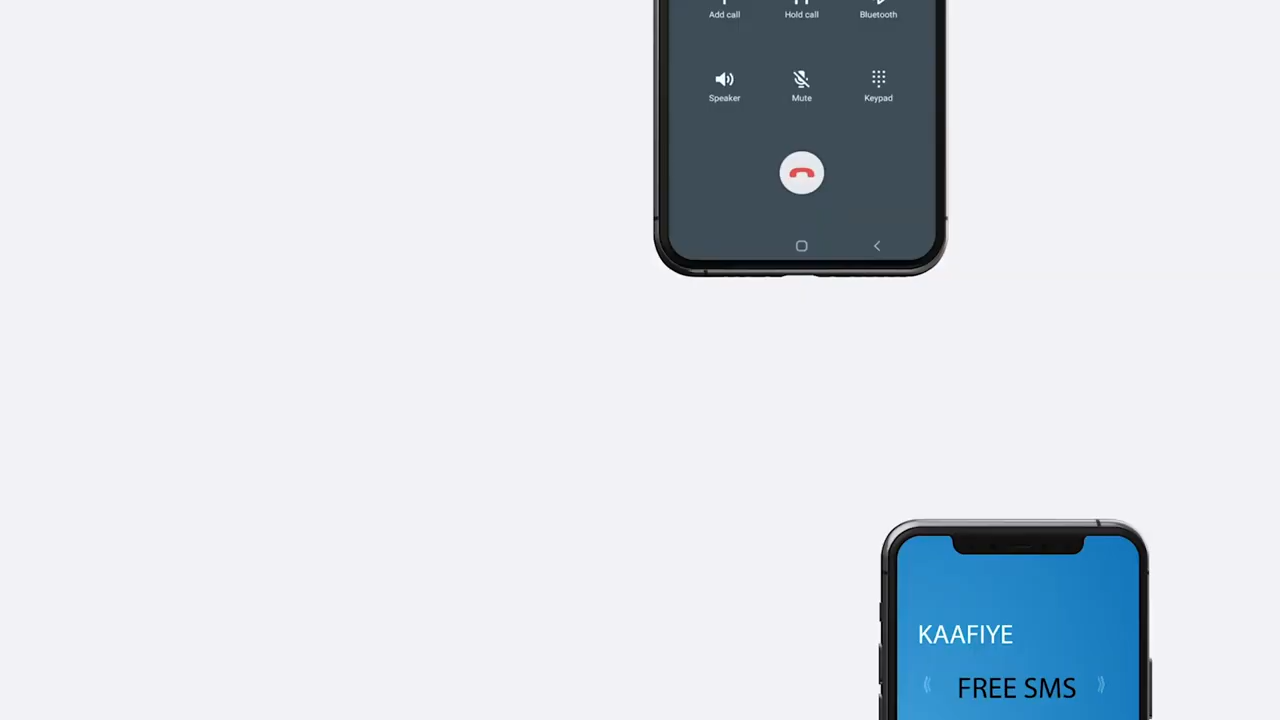 Add call Hold call Bluetooth
Speaker Mute Keypad
KAAFIYE
FREE SMS